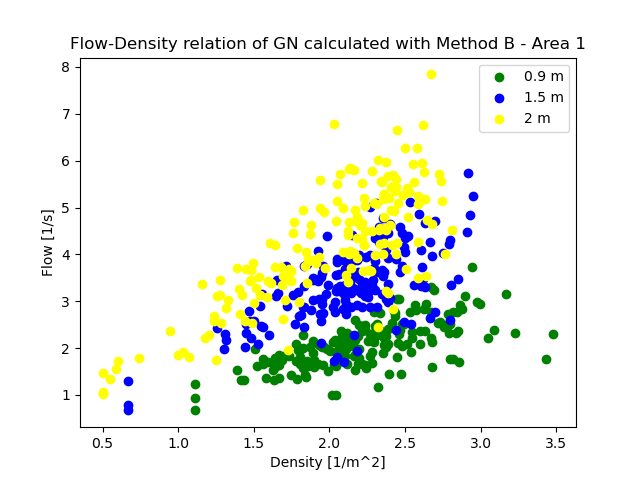 Flow-Density relation of GN calculated with Method B - Area 1
8
7
6
5
4
3
2
1
Flow [1/s]
0.9 m
1.5 m
2 m
0.5 1.0 1.5 2.0 2.5 3.0 3.5
Density [1/m^2]